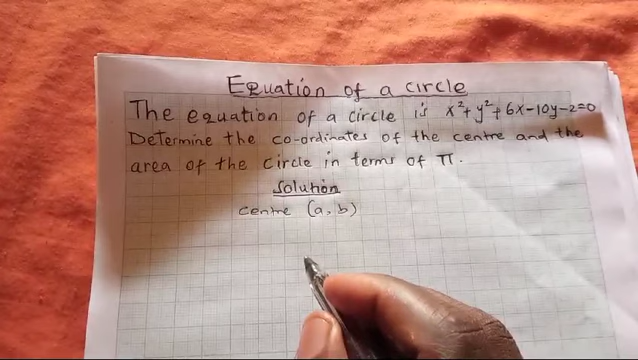 Equation of a circle
The equation of a circle is x²+y²+6x-10y-2=0
Determine the co-ordinates of the centre and the
area of the circle in terms of π.
Solution
centre (a, b)